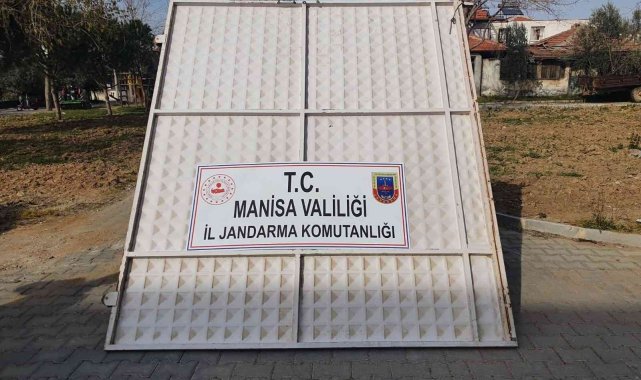 T.C.
MANİSA VALİLİĞİ
İL JANDARMA KOMUTANLIĞI